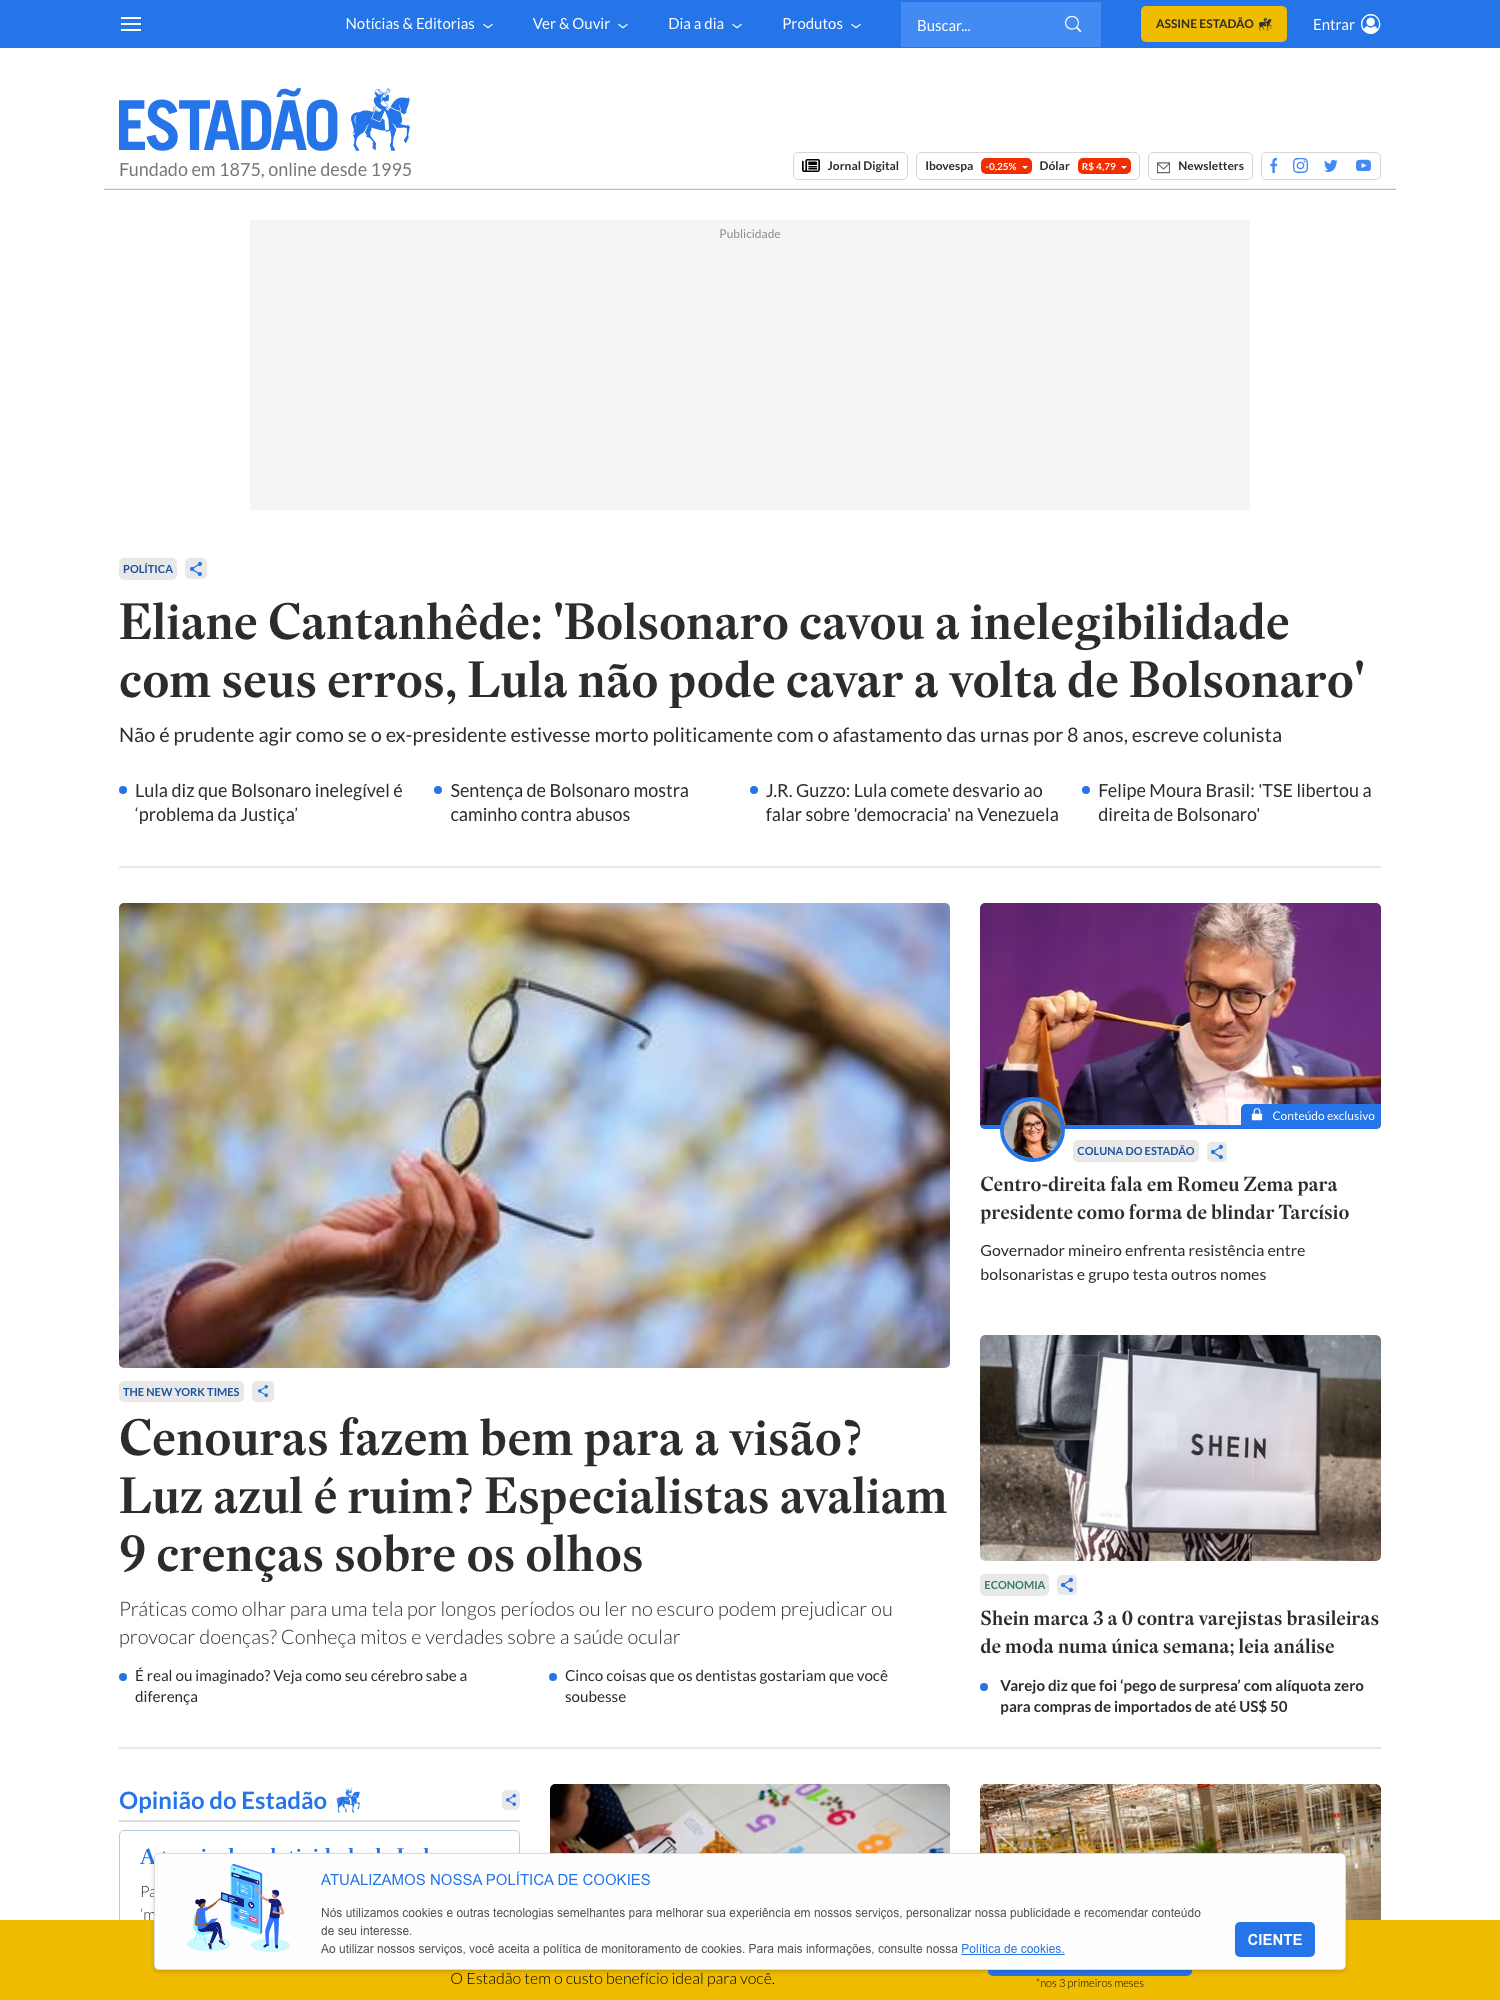 Notícias & Editorias
Ver & Ouvir
Dia a dia
Produtos
Buscar...
ASSINE ESTADÃO
Entrar
ESTADÃO
Fundado em 1875, online desde 1995
Jornal Digital
Ibovespa -0,25% Dólar R$ 4,79
Newsletters
Publicidade
POLÍTICA
Eliane Cantanhêde: 'Bolsonaro cavou a inelegibilidade
com seus erros, Lula não pode cavar a volta de Bolsonaro'
Não é prudente agir como se o ex-presidente estivesse morto politicamente com o afastamento das urnas por 8 anos, escreve colunista
Lula diz que Bolsonaro inelegível é
‘problema da Justiça’
Sentença de Bolsonaro mostra
caminho contra abusos
J.R. Guzzo: Lula comete desvario ao
falar sobre 'democracia' na Venezuela
Felipe Moura Brasil: 'TSE libertou a
direita de Bolsonaro'
THE NEW YORK TIMES
Cenouras fazem bem para a visão?
Luz azul é ruim? Especialistas avaliam
9 crenças sobre os olhos
Práticas como olhar para uma tela por longos períodos ou ler no escuro podem prejudicar ou
provocar doenças? Conheça mitos e verdades sobre a saúde ocular
É real ou imaginado? Veja como seu cérebro sabe a
diferença
Cinco coisas que os dentistas gostariam que você
soubesse
Conteúdo exclusivo
COLUNA DO ESTADÃO
Centro-direita fala em Romeu Zema para
presidente como forma de blindar Tarcísio
Governador mineiro enfrenta resistência entre
bolsonaristas e grupo testa outros nomes
SHEIN
ECONOMIA
Shein marca 3 a 0 contra varejistas brasileiras
de moda numa única semana; leia análise
Varejo diz que foi ‘pego de surpresa’ com alíquota zero
para compras de importados de até US$ 50
Opinião do Estadão
ATUALIZAMOS NOSSA POLÍTICA DE COOKIES
Nós utilizamos cookies e outras tecnologias semelhantes para melhorar sua experiência em nossos serviços, personalizar nossa publicidade e recomendar conteúdo
de seu interesse.
Ao utilizar nossos serviços, você aceita a política de monitoramento de cookies. Para mais informações, consulte nossa Política de cookies.
CIENTE
O Estadão tem o custo benefício ideal para você.
*nos 3 primeiros meses